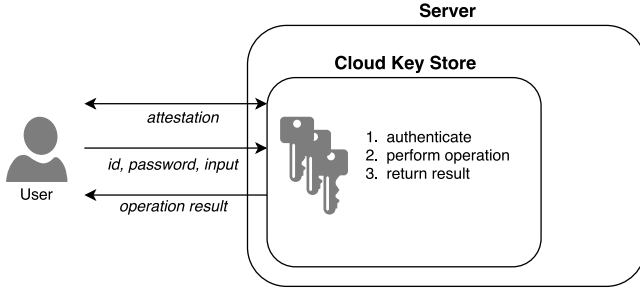 Server
Cloud Key Store
attestation
1. authenticate
2. perform operation
3. return result
id, password, input
User
operation result